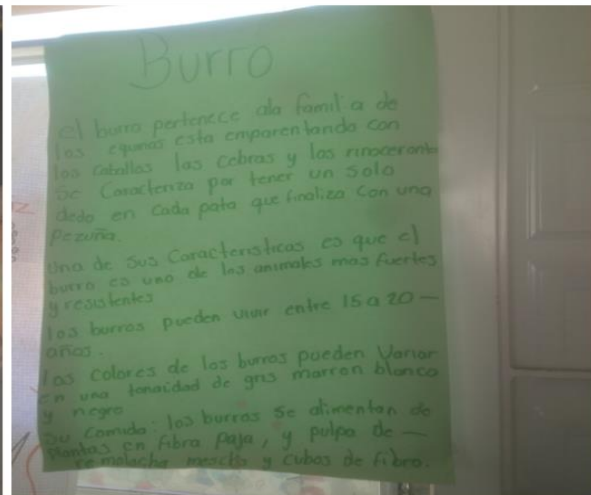 Burro
el burro pertenece ala familia de
los equnas esta emparentando con
los caballos las cebras y los rinoceronte
Se Caracteriza por tener un Solo
dedo en cada pata que finaliza con una
Pezuña.
Una de Sus Caracteristicas es que el
burro es uno de los animales mas fuertes
y resistentes
los burros pueden vivir entre 15 a 20 —
años.
Los colores de los burros pueden Variar
en una tonaidad de gris marron blanco
y negro
Su Comida: los burros Se alimentan de
Plantas en fibra paja, y pulpa de —
remolacha mescla y cubos de fibra.